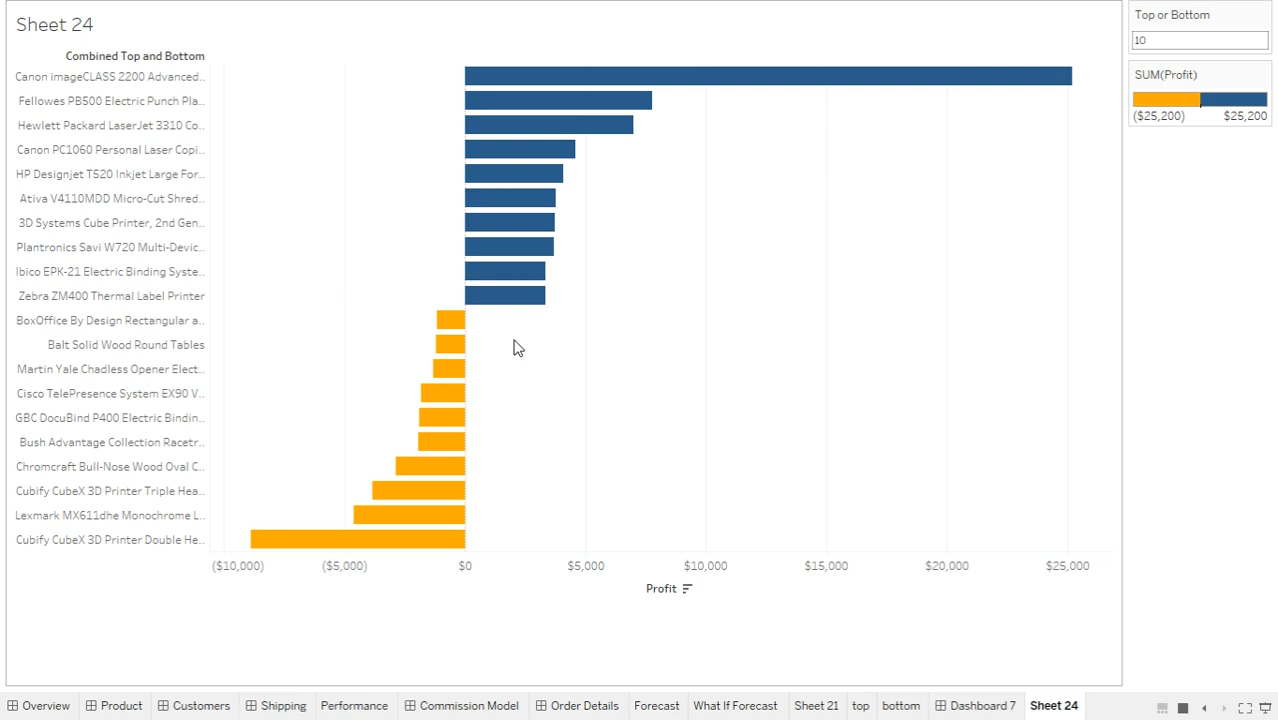 Sheet 24
Combined Top and Bottom
Canon imageCLASS 2200 Advanced..
Fellowes PB500 Electric Punch Pla..
Hewlett Packard LaserJet 3310 Co..
Canon PC1060 Personal Laser Copi..
HP Designjet T520 Inkjet Large For..
Ativa V4110MDD Micro-Cut Shred..
3D Systems Cube Printer, 2nd Gen..
Plantronics Savi W720 Multi-Devic..
Ibico EPK-21 Electric Binding Syste..
Zebra ZM400 Thermal Label Printer
BoxOffice By Design Rectangular a..
Balt Solid Wood Round Tables
Martin Yale Chadless Opener Elect..
Cisco TelePresence System EX90 V..
GBC DocuBind P400 Electric Bindin..
Bush Advantage Collection Racetr..
Chromcraft Bull-Nose Wood Oval C..
Cubify CubeX 3D Printer Triple Hea..
Lexmark MX611dhe Monochrome L..
Cubify CubeX 3D Printer Double He..
($10,000) ($5,000) $0 $5,000 $10,000 $15,000 $20,000 $25,000
Profit
Top or Bottom
10
SUM(Profit)
($25,200) $25,200
Overview Product Customers Shipping Performance Commission Model Order Details Forecast What If Forecast Sheet 21 top bottom Dashboard 7 Sheet 24